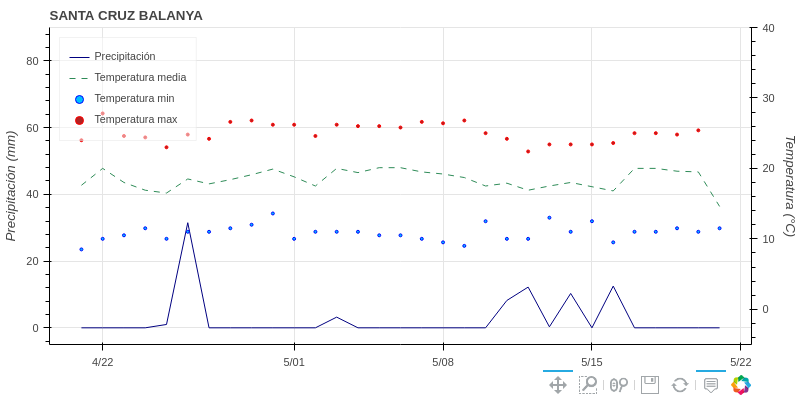 SANTA CRUZ BALANYA
Precipitación
Temperatura media
Temperatura min
Temperatura max
Precipitación (mm)
80
60
40
20
0
40
30
20
10
0
Temperatura (°C)
4/22
5/01
5/08
5/15
5/22